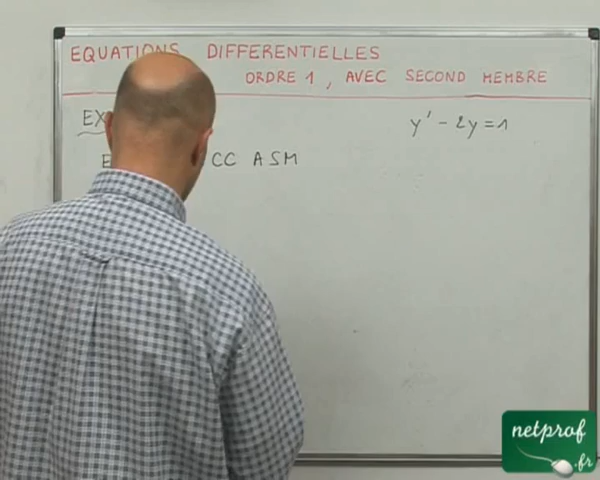 EQUATIONS DIFFERENTIELLES
ORDRE 1, AVEC SECOND MEMBRE
y' - 2y = 1
CC ASM
netprof
.fr